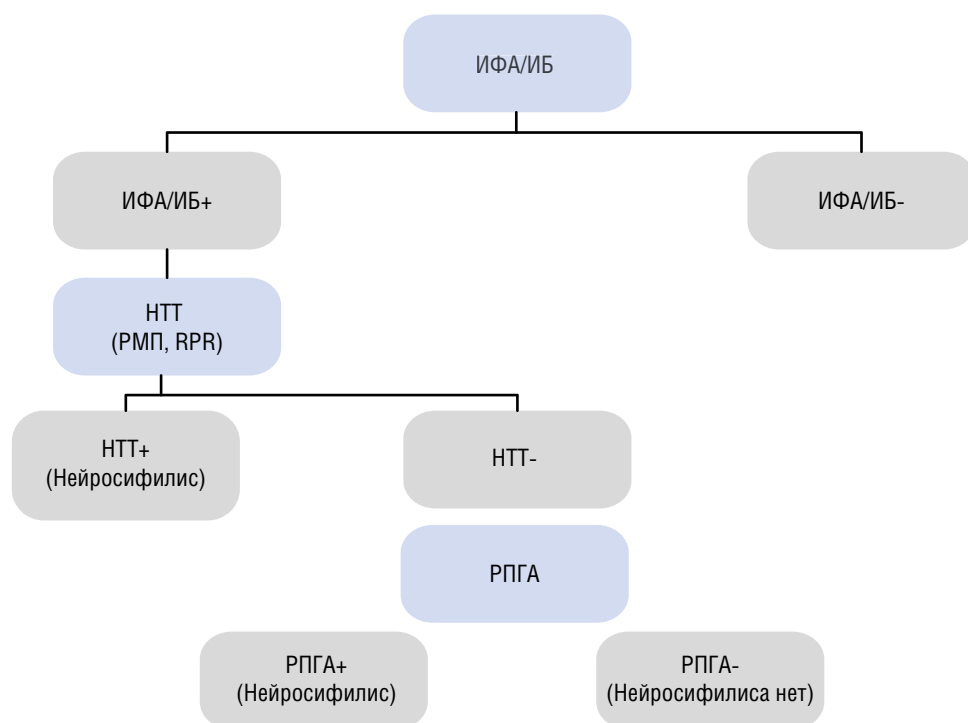 ИФА/ИБ
ИФА/ИБ+
ИФА/ИБ-
НТТ
(РМП, RPR)
НТТ+
(Нейросифилис)
НТТ-
РПГА
РПГА+
(Нейросифилис)
РПГА-
(Нейросифилиса нет)